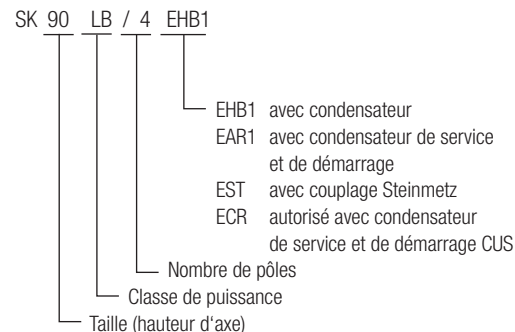 SK 90 LB / 4 EHB1
EHB1 avec condensateur
EAR1 avec condensateur de service
et de démarrage
EST avec couplage Steinmetz
ECR autorisé avec condensateur
de service et de démarrage CUS
Nombre de pôles
Classe de puissance
Taille (hauteur d‘axe)